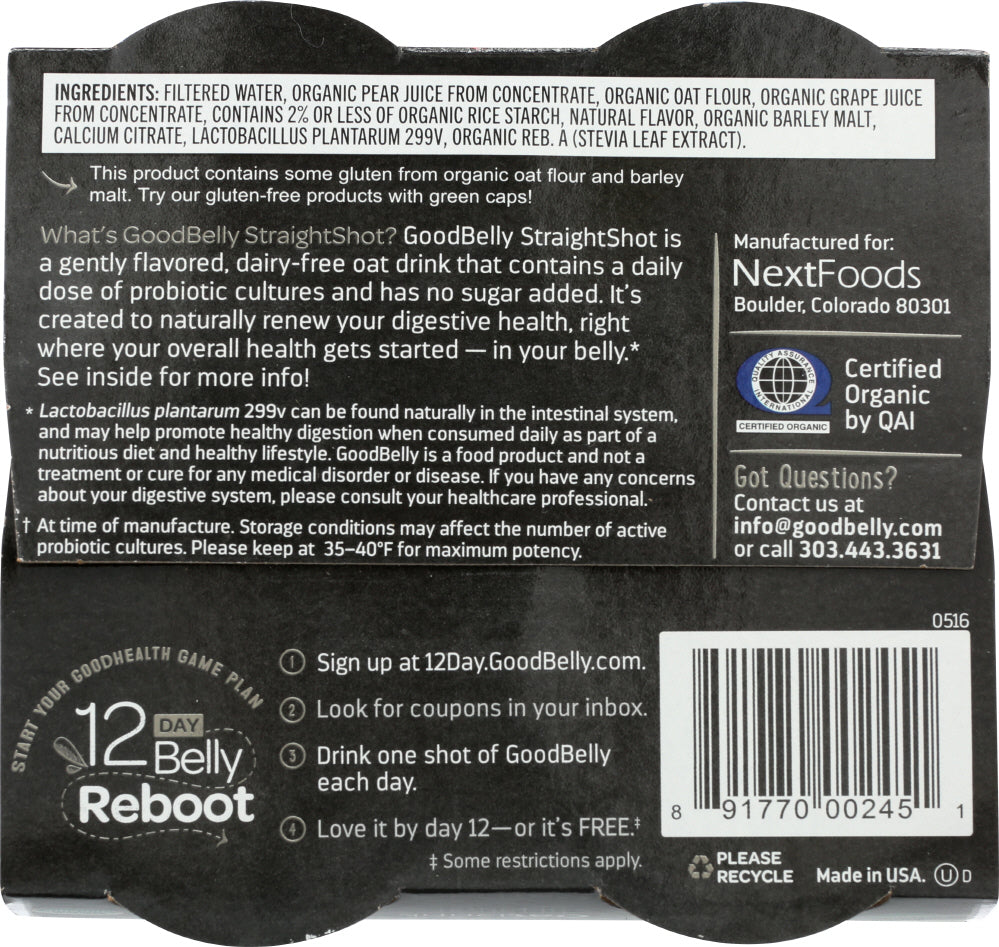 INGREDIENTS: FILTERED WATER, ORGANIC PEAR JUICE FROM CONCENTRATE, ORGANIC OAT FLOUR, ORGANIC GRAPE JUICE
FROM CONCENTRATE, CONTAINS 2% OR LESS OF ORGANIC RICE STARCH, NATURAL FLAVOR, ORGANIC BARLEY MALT,
CALCIUM CITRATE, LACTOBACILLUS PLANTARUM 299V, ORGANIC REB. A (STEVIA LEAF EXTRACT).
This product contains some gluten from organic oat flour and barley
malt. Try our gluten-free products with green caps!
What's GoodBelly StraightShot? GoodBelly StraightShot is
a gently flavored, dairy-free oat drink that contains a daily
dose of probiotic cultures and has no sugar added. It's
created to naturally renew your digestive health, right
where your overall health gets started — in your belly.*
See inside for more info!
* Lactobacillus plantarum 299v can be found naturally in the intestinal system,
and may help promote healthy digestion when consumed daily as part of a
nutritious diet and healthy lifestyle. GoodBelly is a food product and not a
treatment or cure for any medical disorder or disease. If you have any concerns
about your digestive system, please consult your healthcare professional.
† At time of manufacture. Storage conditions may affect the number of active
probiotic cultures. Please keep at 35–40°F for maximum potency.
Manufactured for:
NextFoods
Boulder, Colorado 80301
QUALITY ASSURANCE
INTERNATIONAL
CERTIFIED ORGANIC
Certified
Organic
by QAI
Got Questions?
Contact us at
info@goodbelly.com
or call 303.443.3631
START YOUR GOODHEALTH GAME PLAN
12 DAY
Belly
Reboot
1 Sign up at 12Day.GoodBelly.com.
2 Look for coupons in your inbox.
3 Drink one shot of GoodBelly
each day.
4 Love it by day 12—or it's FREE.‡
‡ Some restrictions apply.
0516
8 91770 00245 1
PLEASE
RECYCLE
Made in USA. U D